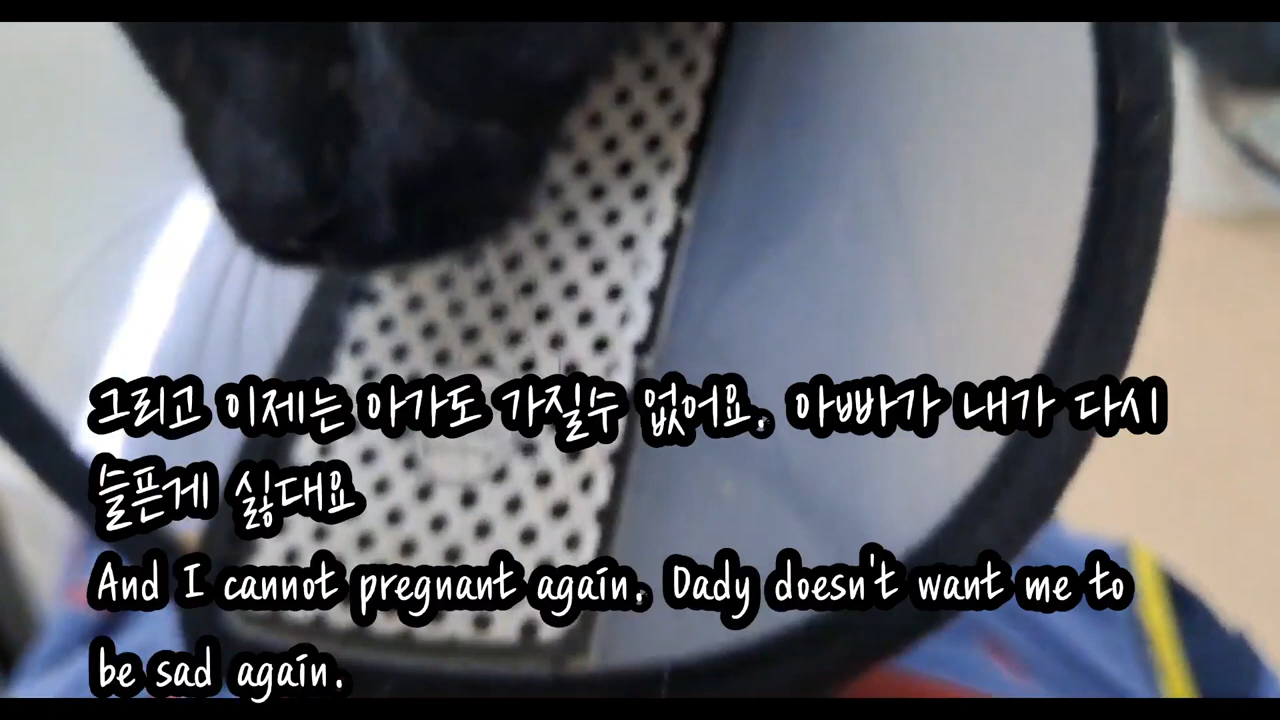 그리고 이제는 아가도 가질수 없어요. 아빠가 내가 다시
슬픈게 싫대요
And I cannot pregnant again. Dady doesn't want me to
be sad again.